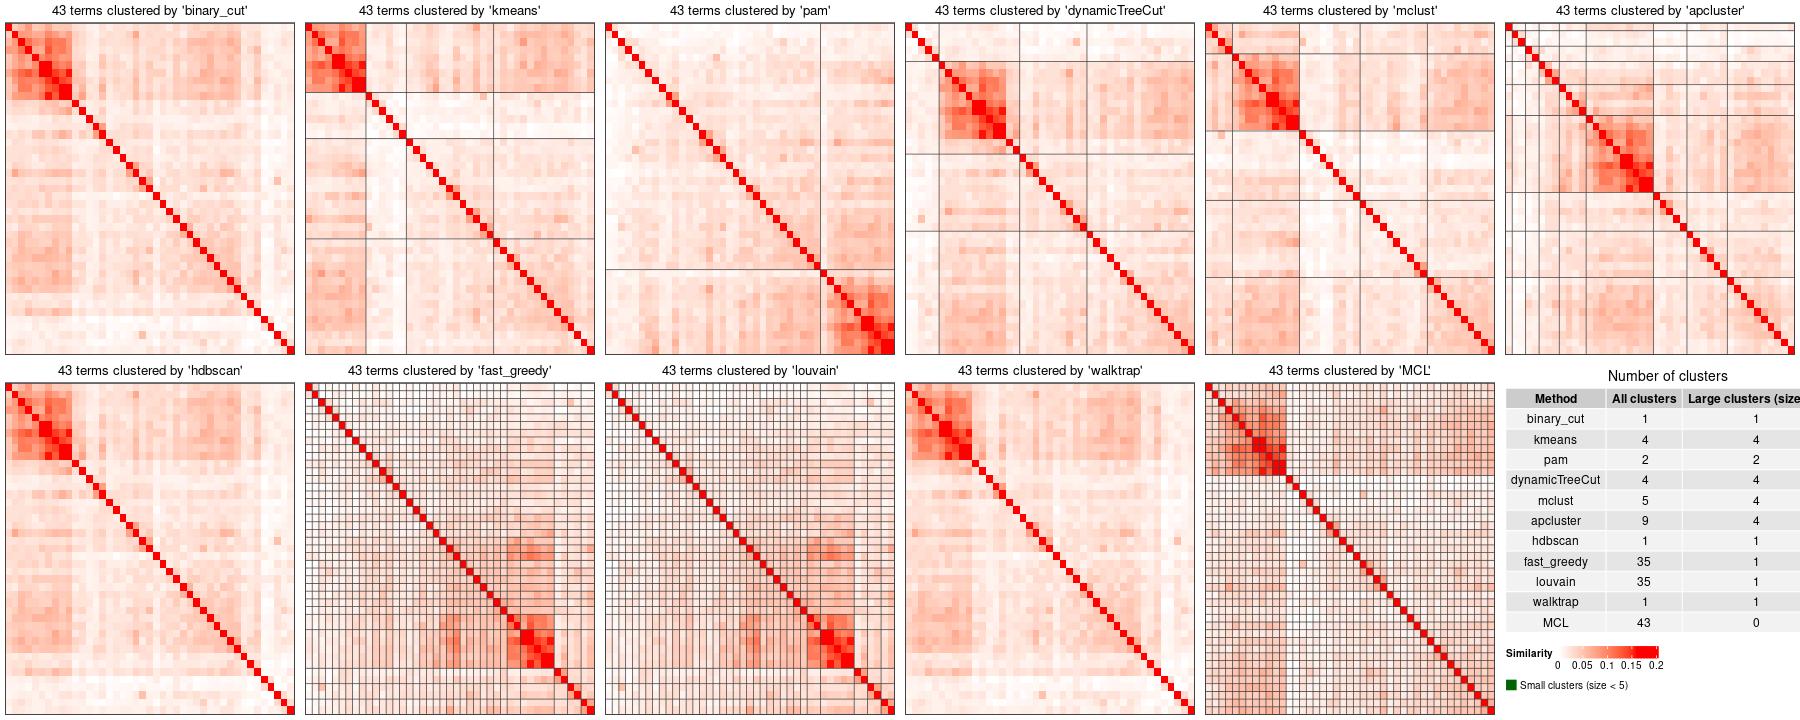 43 terms clustered by 'binary_cut'
43 terms clustered by 'kmeans'
43 terms clustered by 'pam'
43 terms clustered by 'dynamicTreeCut'
43 terms clustered by 'mclust'
43 terms clustered by 'apcluster'
43 terms clustered by 'hdbscan'
43 terms clustered by 'fast_greedy'
43 terms clustered by 'louvain'
43 terms clustered by 'walktrap'
43 terms clustered by 'MCL'
Number of clusters
Method All clusters Large clusters (size
binary_cut 1 1
kmeans 4 4
pam 2 2
dynamicTreeCut 4 4
mclust 5 4
apcluster 9 4
hdbscan 1 1
fast_greedy 35 1
louvain 35 1
walktrap 1 1
MCL 43 0
Similarity
0 0.05 0.1 0.15 0.2
Small clusters (size < 5)